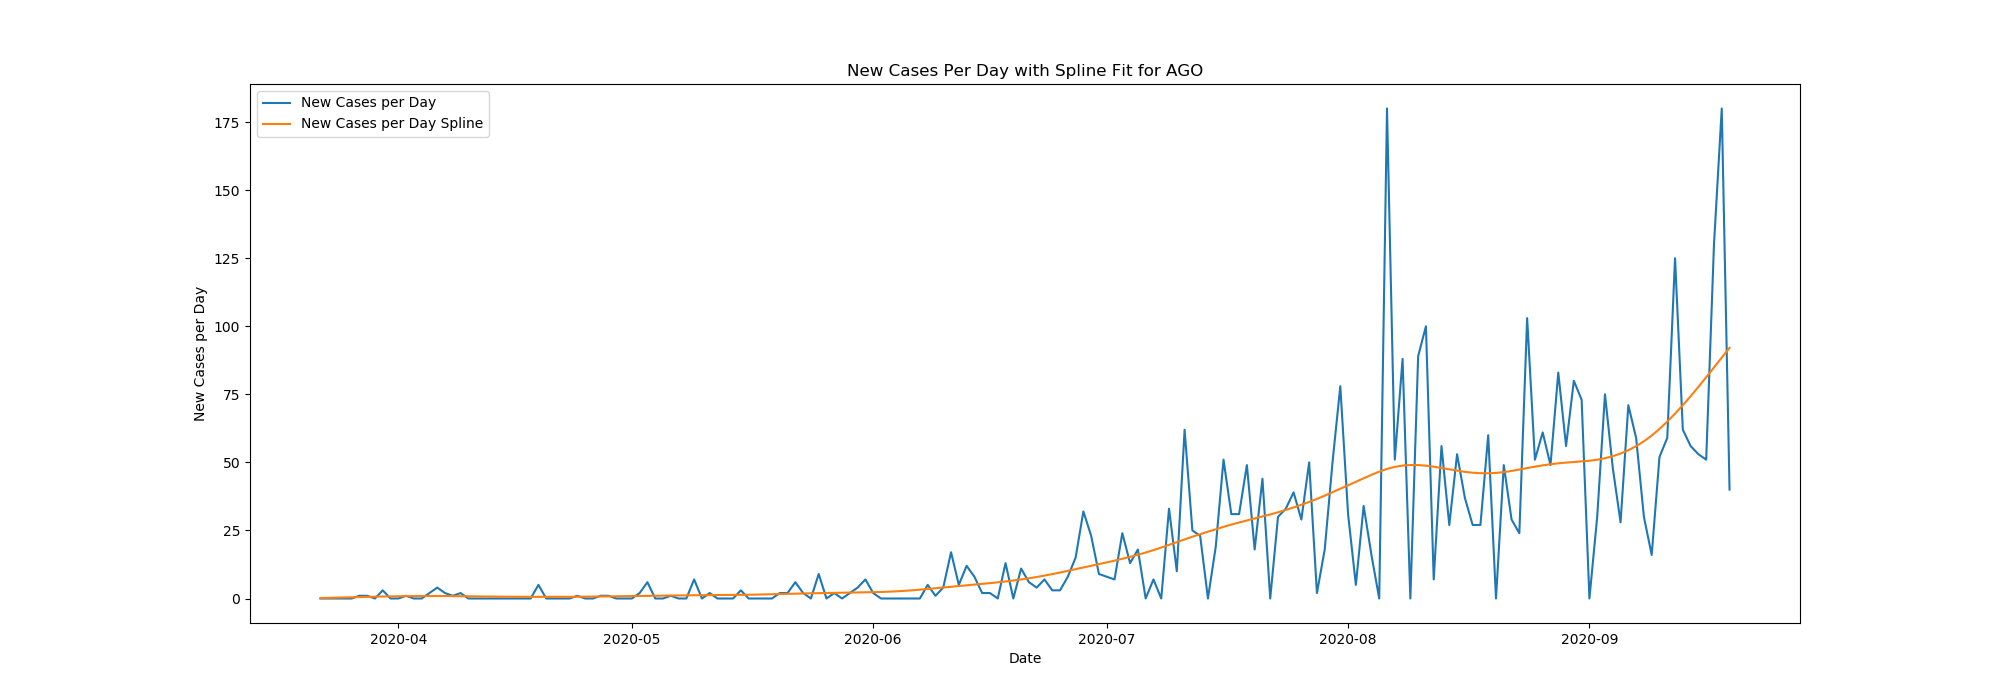 New Cases Per Day with Spline Fit for AGO
New Cases per Day
New Cases per Day Spline
175
150
125
100
75
50
25
0
New Cases per Day
2020-04 2020-05 2020-06 2020-07 2020-08 2020-09
Date